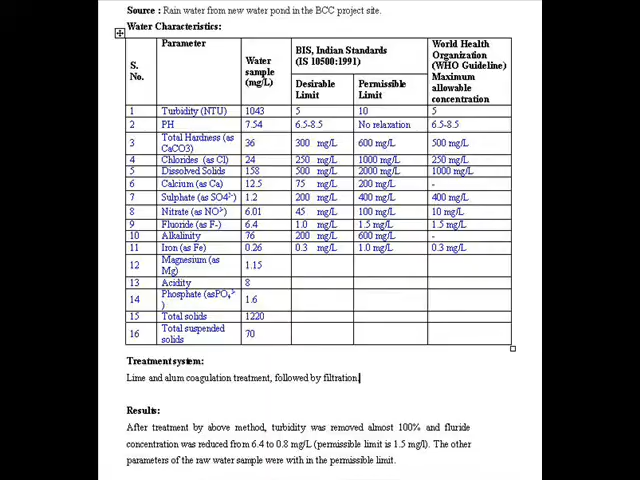 Source : Rain water from new water pond in the BCC project site.
Water Characteristics:
S. No. Parameter Water sample (mg/L) BIS, Indian Standards (IS 10500:1991) World Health Organization (WHO Guideline) Maximum allowable concentration
Desirable Limit Permissible Limit
1 Turbidity (NTU) 1043 5 10 5
2 PH 7.54 6.5-8.5 No relaxation 6.5-8.5
3 Total Hardness (as CaCO3) 36 300 mg/L 600 mg/L 500 mg/L
4 Chlorides (as Cl) 24 250 mg/L 1000 mg/L 250 mg/L
5 Dissolved Solids 158 500 mg/L 2000 mg/L 1000 mg/L
6 Calcium (as Ca) 12.5 75 mg/L 200 mg/L -
7 Sulphate (as SO4²⁻) 1.2 200 mg/L 400 mg/L 400 mg/L
8 Nitrate (as NO³⁻) 6.01 45 mg/L 100 mg/L 10 mg/L
9 Fluoride (as F-) 6.4 1.0 mg/L 1.5 mg/L 1.5 mg/L
10 Alkalinity 76 200 mg/L 600 mg/L -
11 Iron (as Fe) 0.26 0.3 mg/L 1.0 mg/L 0.3 mg/L
12 Magnesium (as Mg) 1.15
13 Acidity 8
14 Phosphate (asPO₄³⁻) 1.6
15 Total solids 1220
16 Total suspended solids 70
Treatment system:
Lime and alum coagulation treatment, followed by filtration.
Results:
After treatment by above method, turbidity was removed almost 100% and fluride
concentration was reduced from 6.4 to 0.8 mg/L (permissible limit is 1.5 mg/l). The other
parameters of the raw water sample were with in the permissible limit.